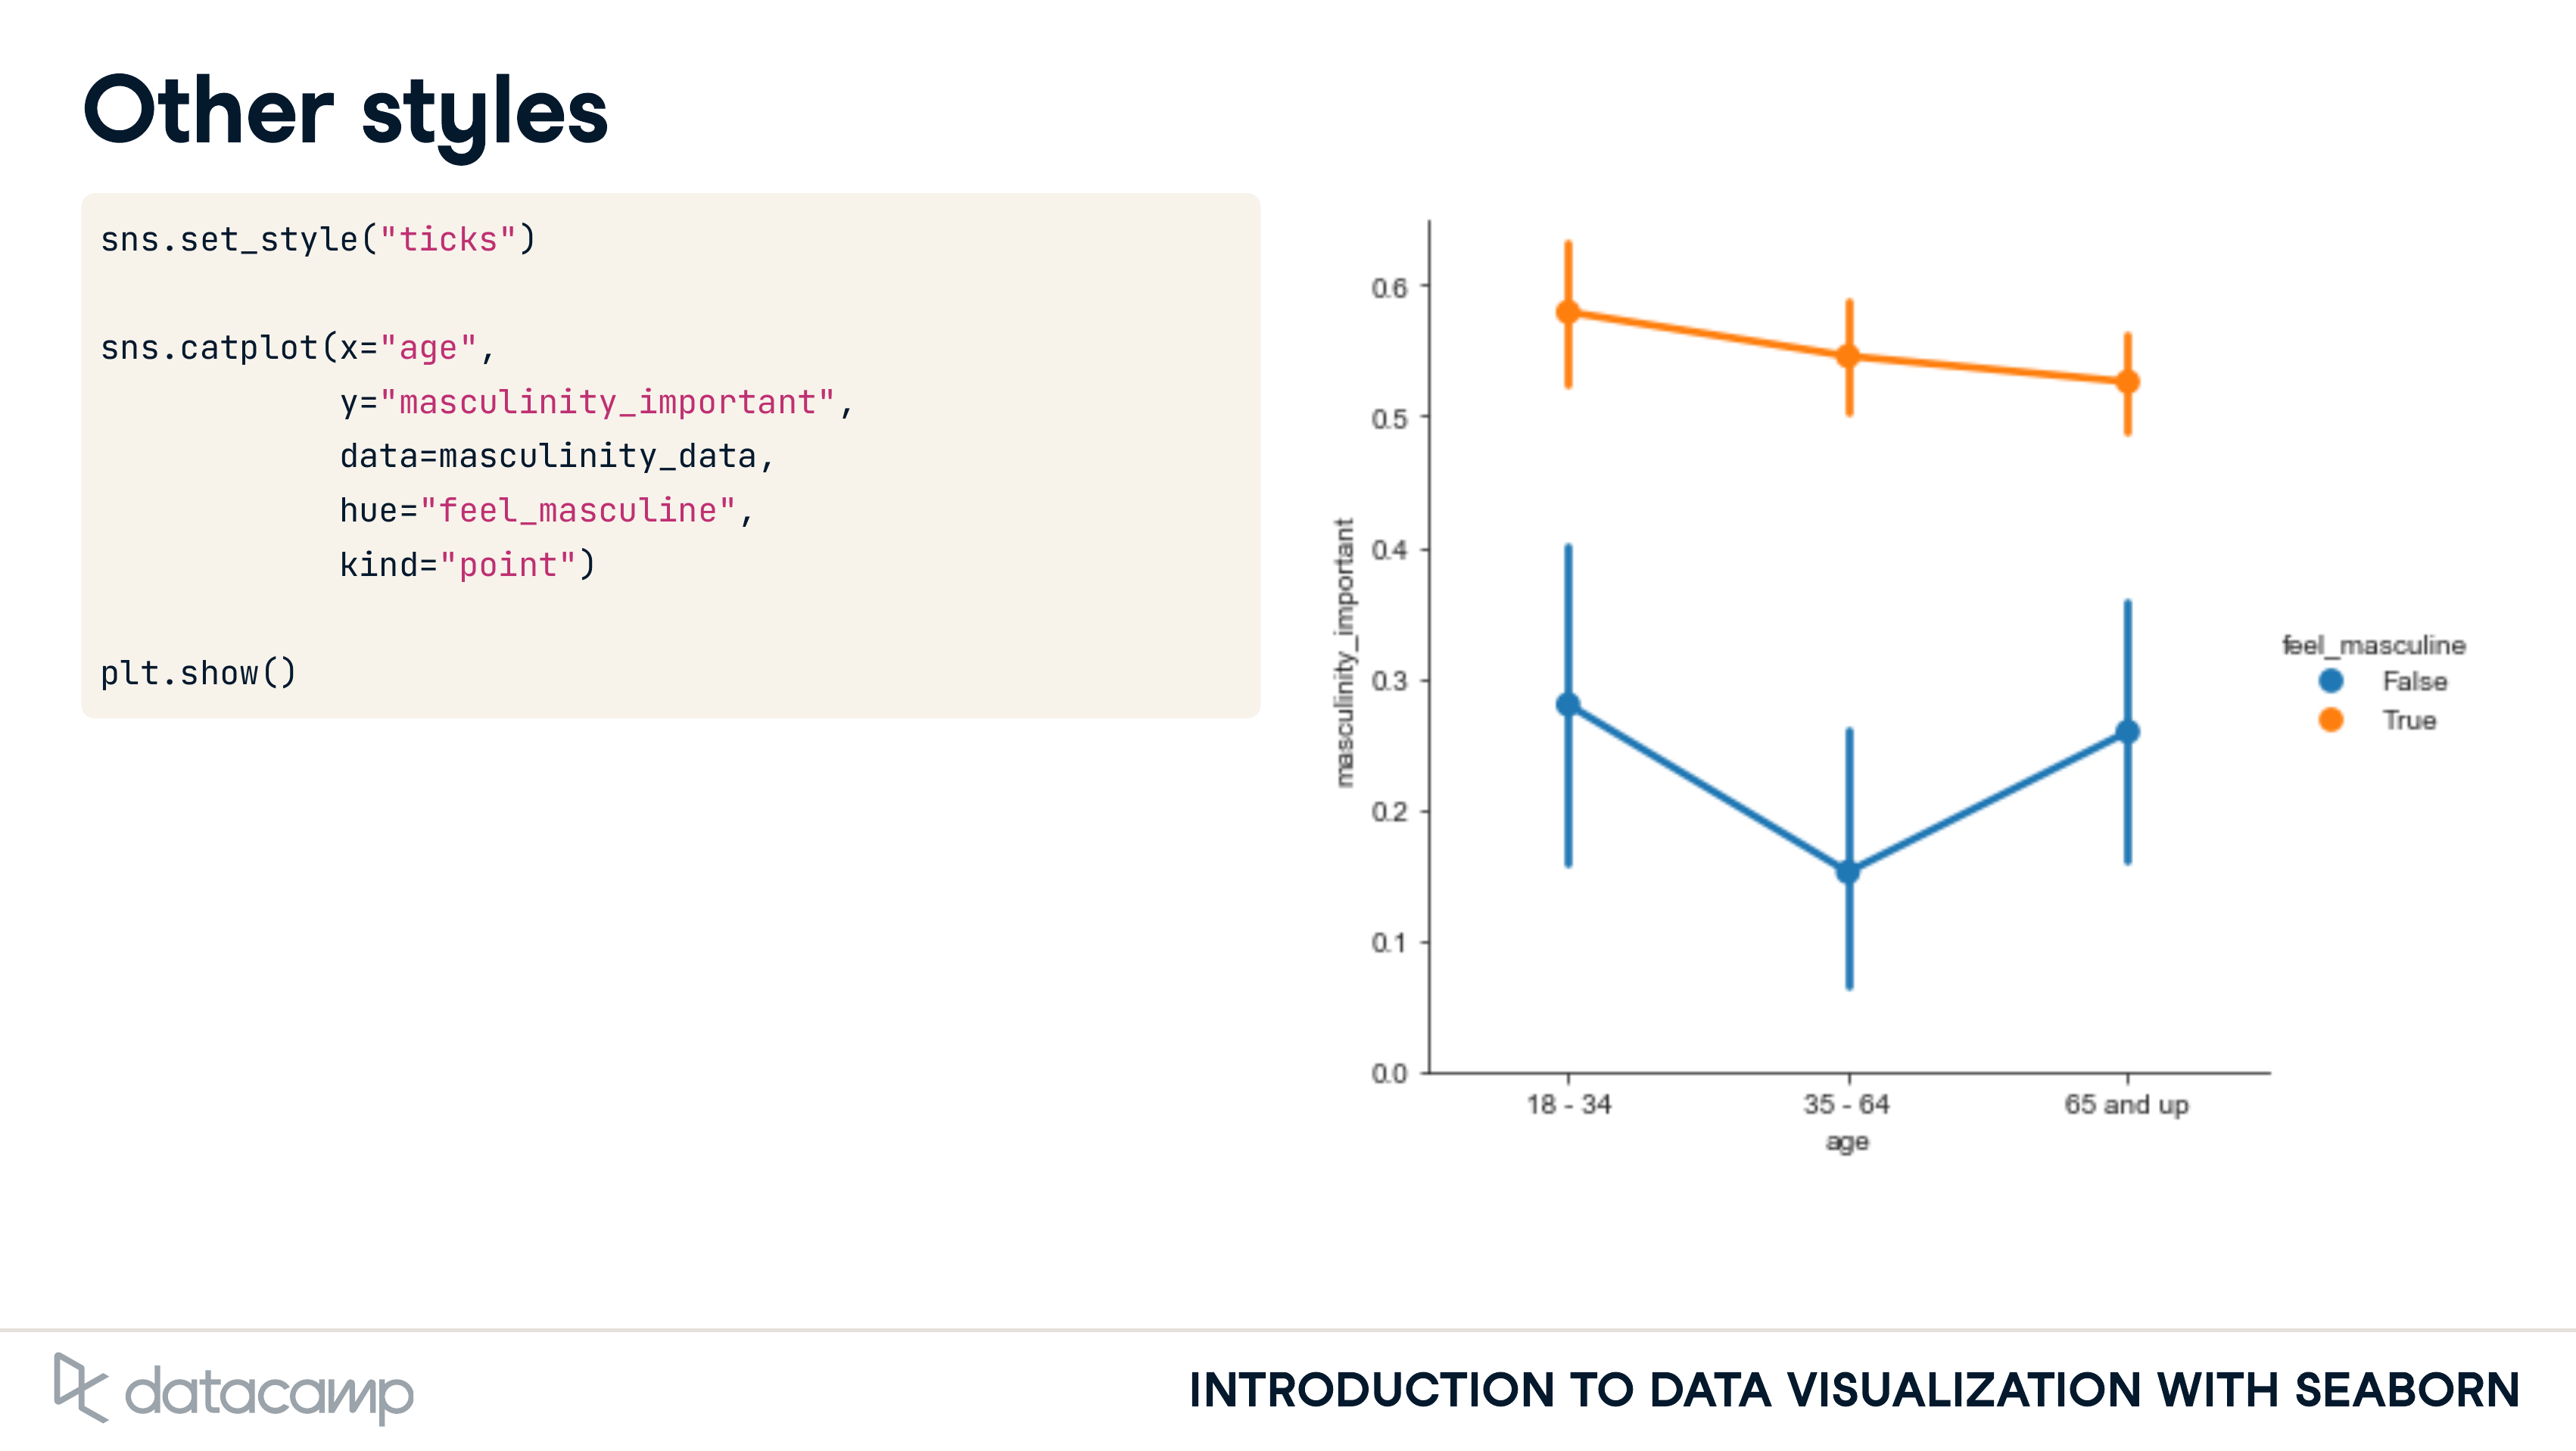 Other styles
sns.set_style("ticks")
sns.catplot(x="age",
            y="masculinity_important",
            data=masculinity_data,
            hue="feel_masculine",
            kind="point")
plt.show()
0.6
0.5
0.4
0.3
0.2
0.1
0.0
masculinity_important
18 - 34
35 - 64
65 and up
age
feel_masculine
False
True
datacamp
INTRODUCTION TO DATA VISUALIZATION WITH SEABORN